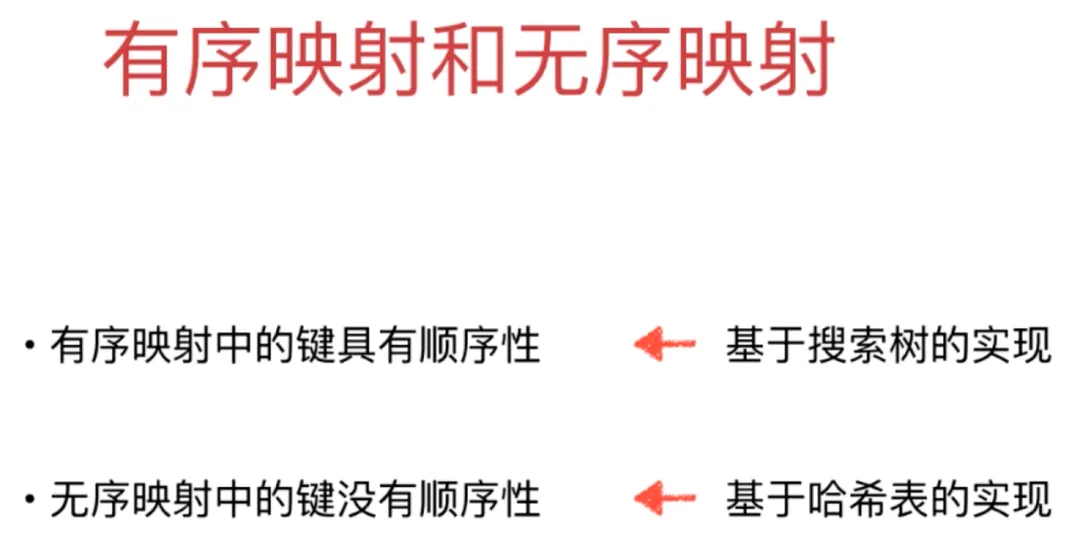 有序映射和无序映射
• 有序映射中的键具有顺序性 基于搜索树的实现
• 无序映射中的键没有顺序性 基于哈希表的实现